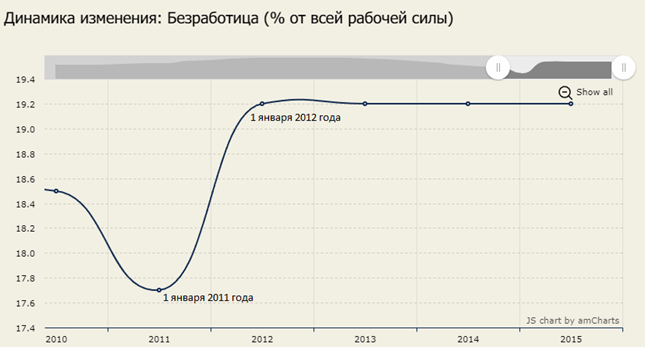 Динамика изменения: Безработица (% от всей рабочей силы)
19.4
Show all
19.2
1 января 2012 года
19.0
18.8
18.6
18.4
18.2
18.0
17.8
1 января 2011 года
17.6
JS chart by amCharts
17.4
2010 2011 2012 2013 2014 2015